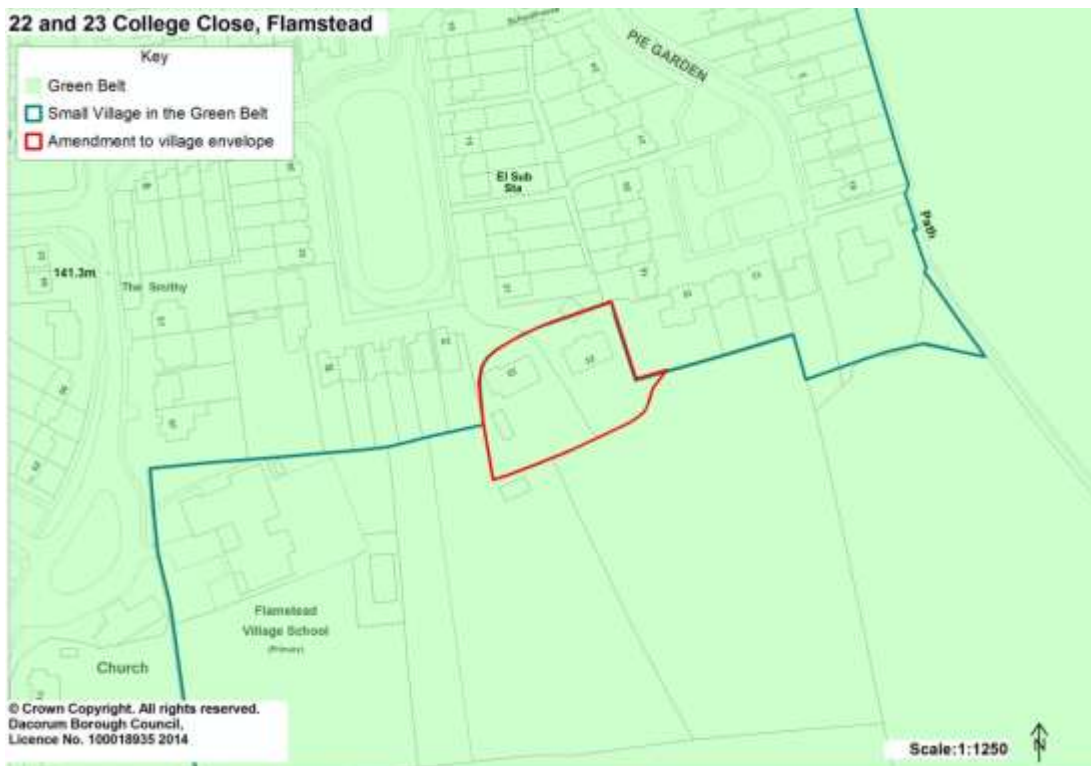 22 and 23 College Close, Flamstead
Key
Green Belt
Small Village in the Green Belt
Amendment to village envelope
PIE GARDEN
El Sub
Sta
Path
141.3m
The Smithy
Flamstead
Village School
(Primary)
Church
© Crown Copyright. All rights reserved.
Dacorum Borough Council,
Licence No. 100018935 2014
Scale:1:1250
N